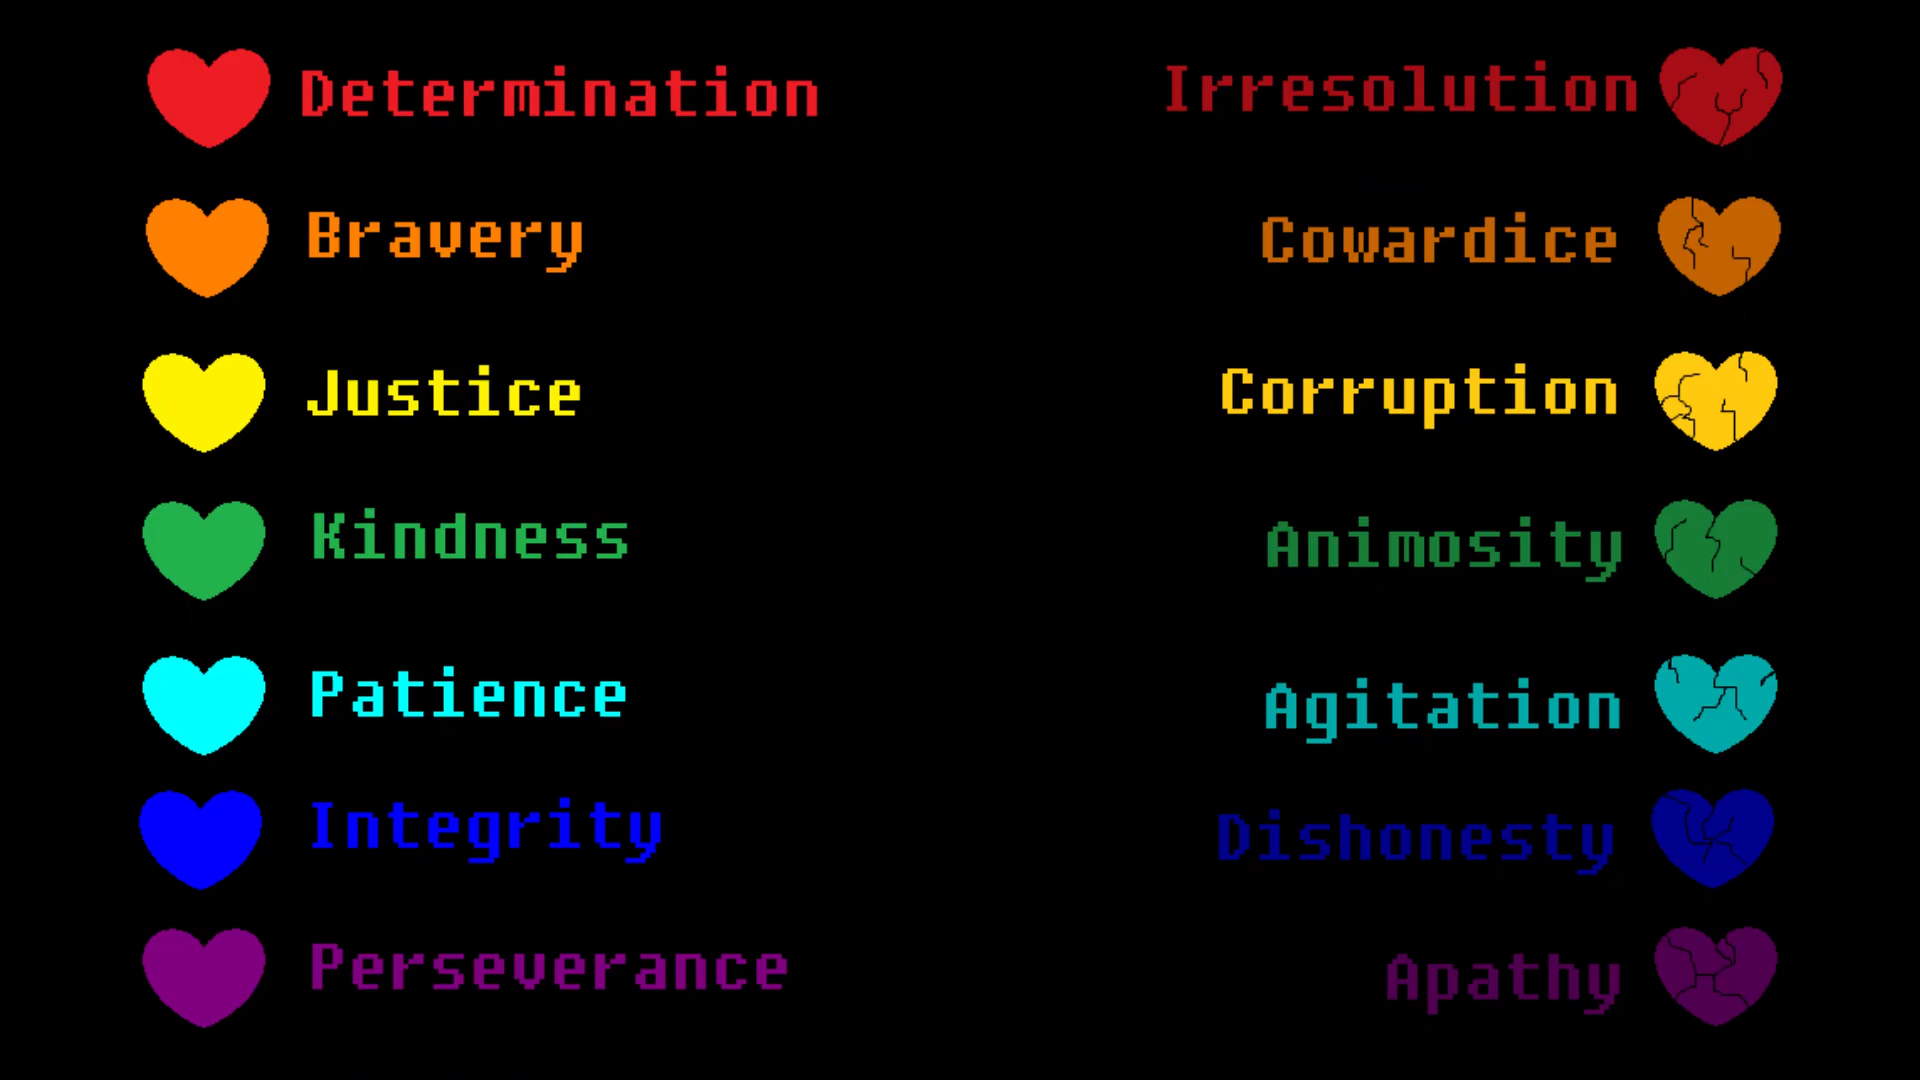 Determination Irresolution
Bravery Cowardice
Justice Corruption
Kindness Animosity
Patience Agitation
Integrity Dishonesty
Perseverance Apathy